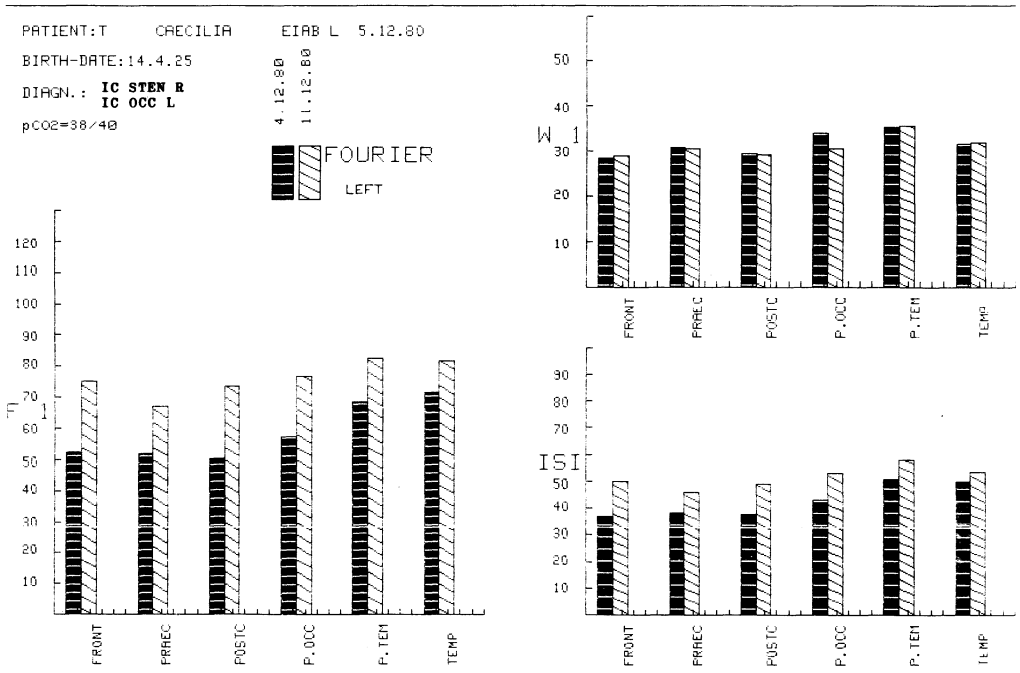 PATIENT:T CAECILIA EIAB L 5.12.80
BIRTH-DATE:14.4.25
DIAGN.: IC STEN R
IC OCC L
pCO2=38/40
4.12.80
11.12.80
FOURIER
LEFT
120
110
100
90
80
70
60
50
40
30
20
10
F 1
FRONT
PRAEC
POSTC
P.OCC
P.TEM
TEMP
50
40
30
20
10
W 1
FRONT
PRAEC
POSTC
P.OCC
P.TEM
TEMP
90
80
70
ISI
50
40
30
20
10
FRONT
PRAEC
POSTC
P.OCC
P.TEM
TEMP